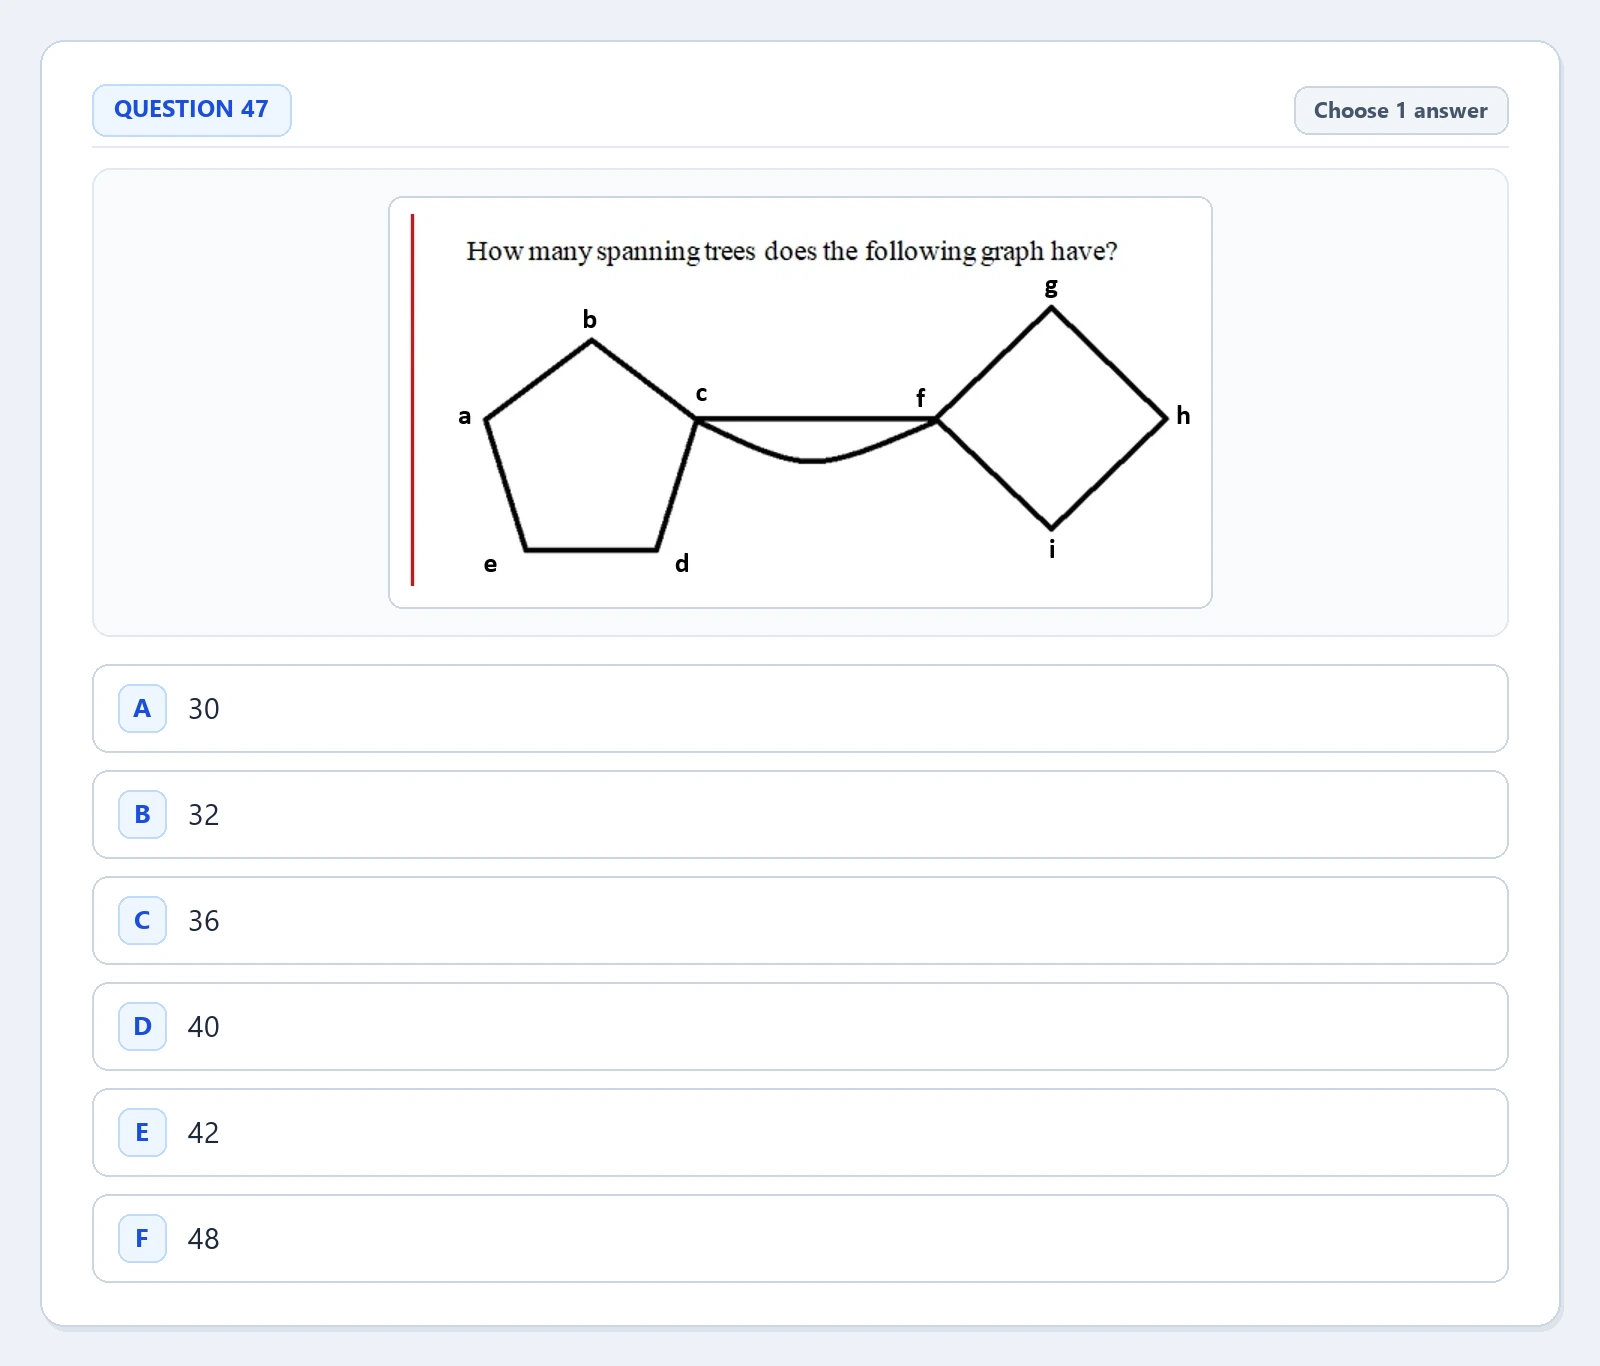 QUESTION 47
Choose 1 answer
How many spanning trees does the following graph have?
g
b
c
f
a
h
e
d
i
A 30
B 32
C 36
D 40
E 42
F 48